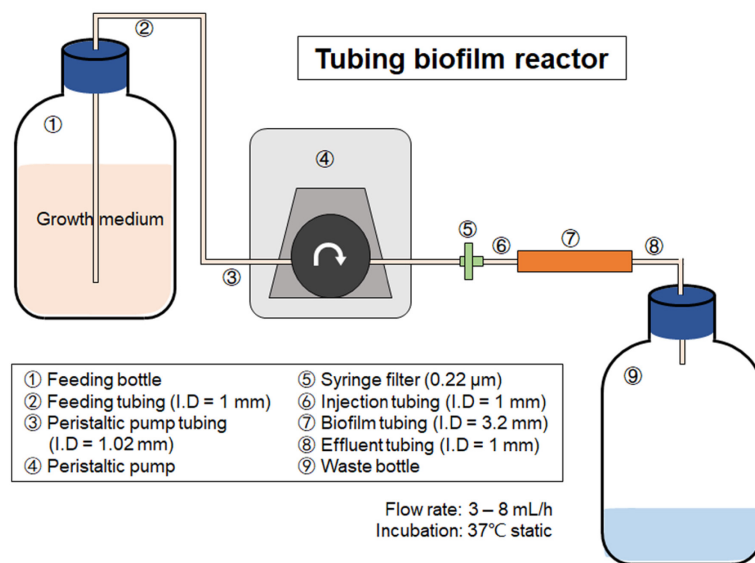 ②
Tubing biofilm reactor
①
④
Growth medium
③
⑤
⑥
⑦
⑧
⑨
① Feeding bottle
② Feeding tubing (I.D = 1 mm)
③ Peristaltic pump tubing
(I.D = 1.02 mm)
④ Peristaltic pump
⑤ Syringe filter (0.22 µm)
⑥ Injection tubing (I.D = 1 mm)
⑦ Biofilm tubing (I.D = 3.2 mm)
⑧ Effluent tubing (I.D = 1 mm)
⑨ Waste bottle
Flow rate: 3 – 8 mL/h
Incubation: 37℃ static